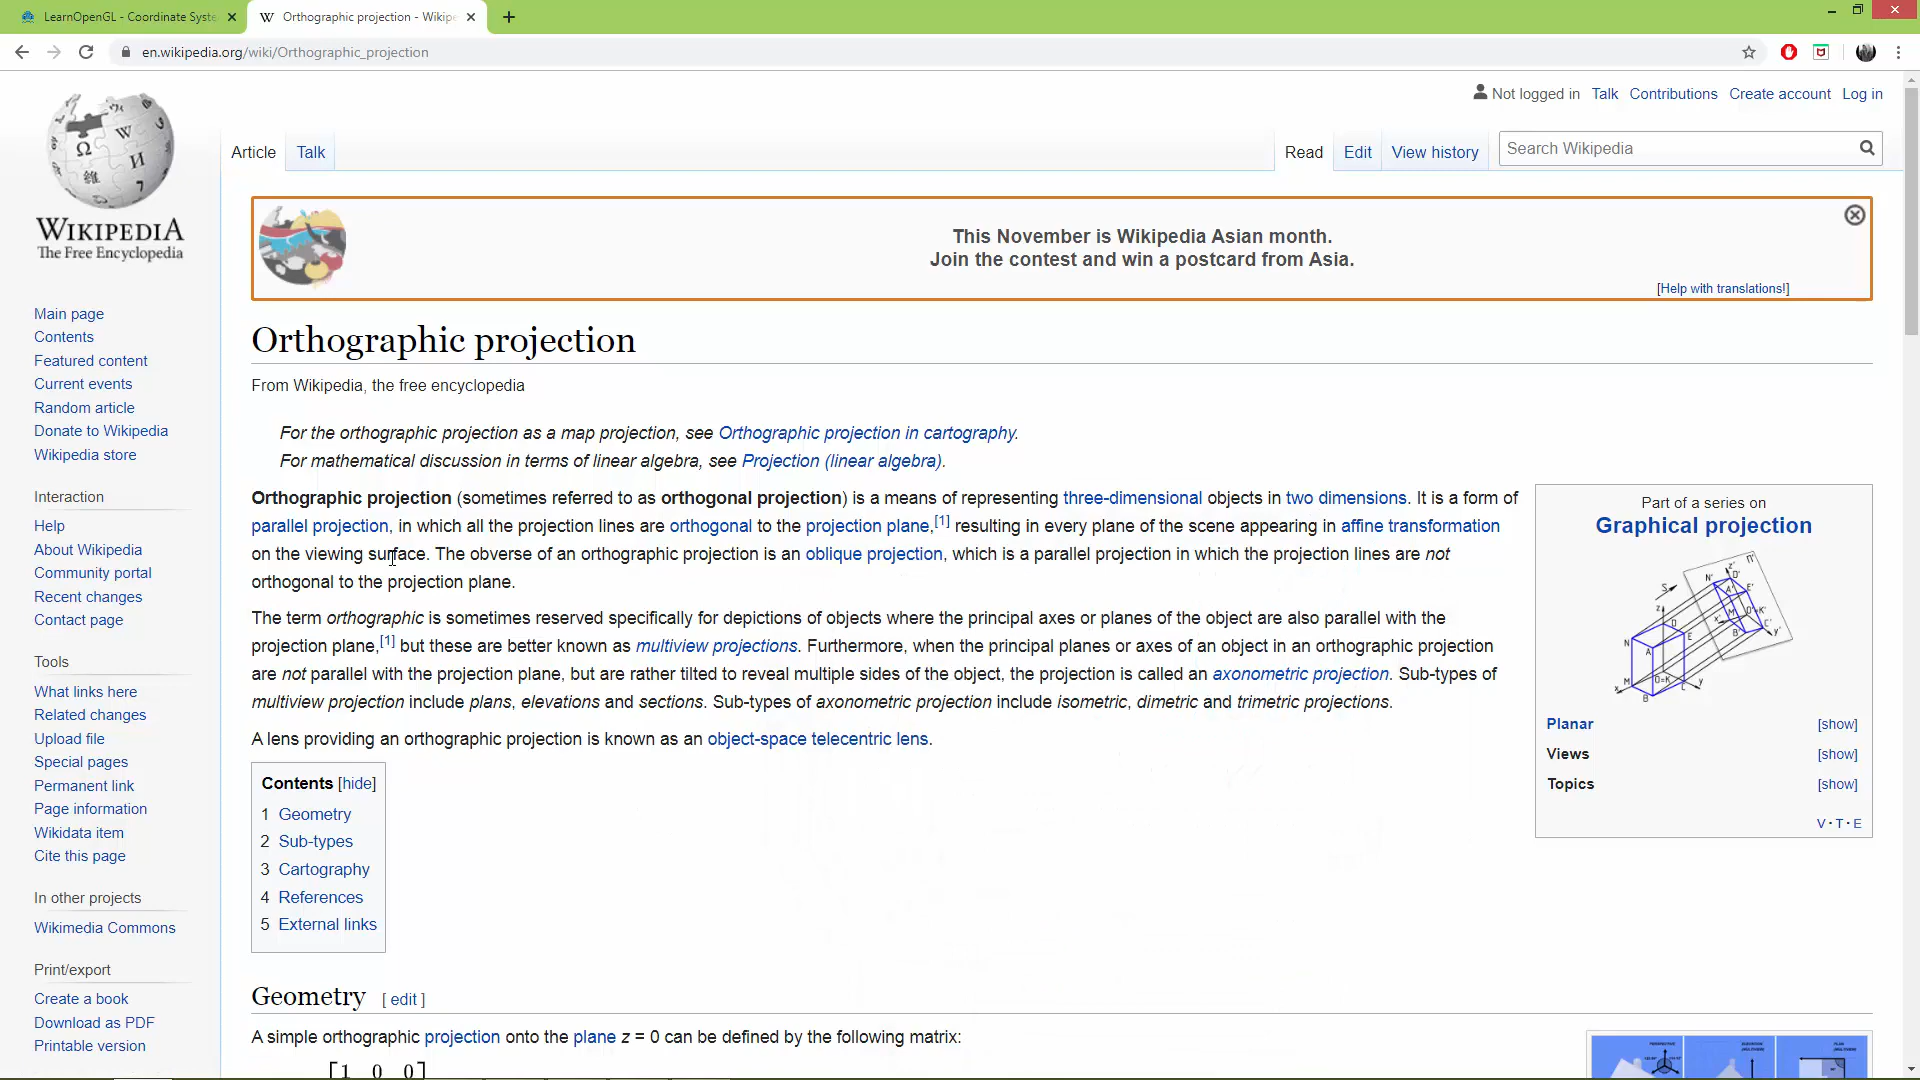 LearnOpenGL - Coordinate Syste
Orthographic projection - Wikipe
en.wikipedia.org/wiki/Orthographic_projection
Not logged in Talk Contributions Create account Log in
Article Talk
Read Edit View history
Search Wikipedia
WIKIPEDIA
The Free Encyclopedia
This November is Wikipedia Asian month.
Join the contest and win a postcard from Asia.
[Help with translations!]
Main page
Contents
Featured content
Current events
Random article
Donate to Wikipedia
Wikipedia store
Interaction
Help
About Wikipedia
Community portal
Recent changes
Contact page
Tools
What links here
Related changes
Upload file
Special pages
Permanent link
Page information
Wikidata item
Cite this page
In other projects
Wikimedia Commons
Print/export
Create a book
Download as PDF
Printable version
Orthographic projection
From Wikipedia, the free encyclopedia
For the orthographic projection as a map projection, see Orthographic projection in cartography.
For mathematical discussion in terms of linear algebra, see Projection (linear algebra).
Orthographic projection (sometimes referred to as orthogonal projection) is a means of representing three-dimensional objects in two dimensions. It is a form of
parallel projection, in which all the projection lines are orthogonal to the projection plane,[1] resulting in every plane of the scene appearing in affine transformation
on the viewing surface. The obverse of an orthographic projection is an oblique projection, which is a parallel projection in which the projection lines are not
orthogonal to the projection plane.
The term orthographic is sometimes reserved specifically for depictions of objects where the principal axes or planes of the object are also parallel with the
projection plane,[1] but these are better known as multiview projections. Furthermore, when the principal planes or axes of an object in an orthographic projection
are not parallel with the projection plane, but are rather tilted to reveal multiple sides of the object, the projection is called an axonometric projection. Sub-types of
multiview projection include plans, elevations and sections. Sub-types of axonometric projection include isometric, dimetric and trimetric projections.
A lens providing an orthographic projection is known as an object-space telecentric lens.
Contents [hide]
1 Geometry
2 Sub-types
3 Cartography
4 References
5 External links
Geometry [ edit ]
A simple orthographic projection onto the plane z = 0 can be defined by the following matrix:
1 0 0
Part of a series on
Graphical projection
Planar [show]
Views [show]
Topics [show]
V · T · E